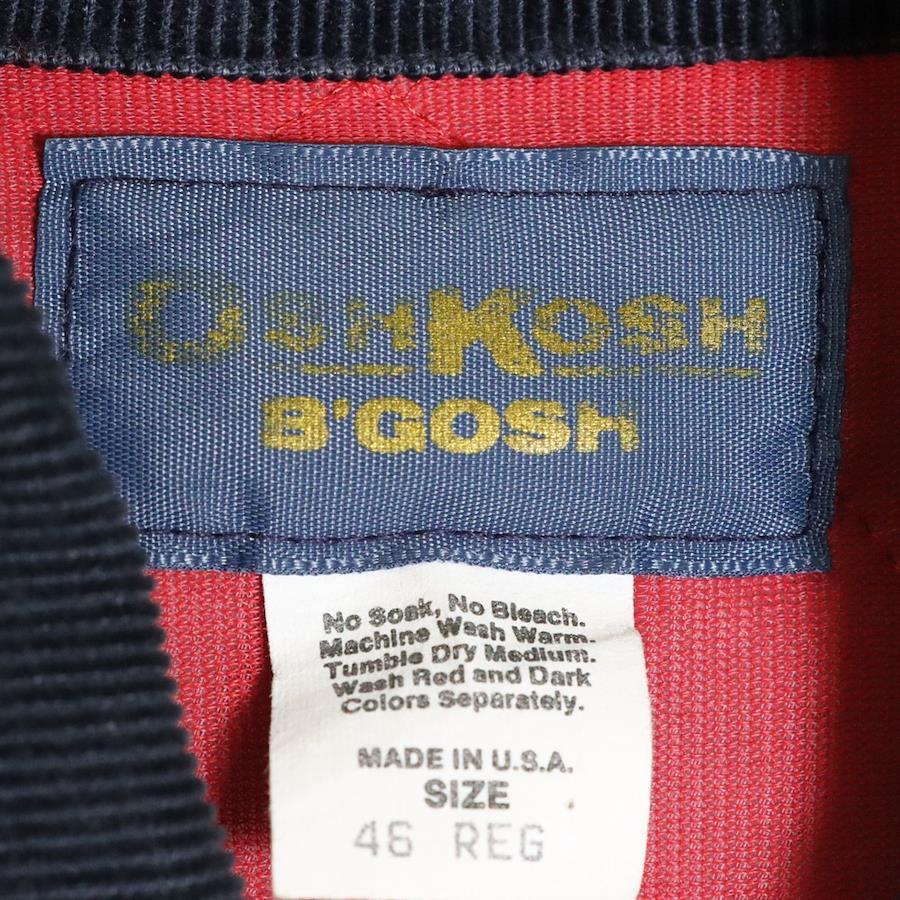 OSHKOSH
B'GOSH
No Soak, No Bleach.
Machine Wash Warm.
Tumble Dry Medium.
Wash Red and Dark
Colors Separately.
MADE IN U.S.A.
SIZE
46 REG